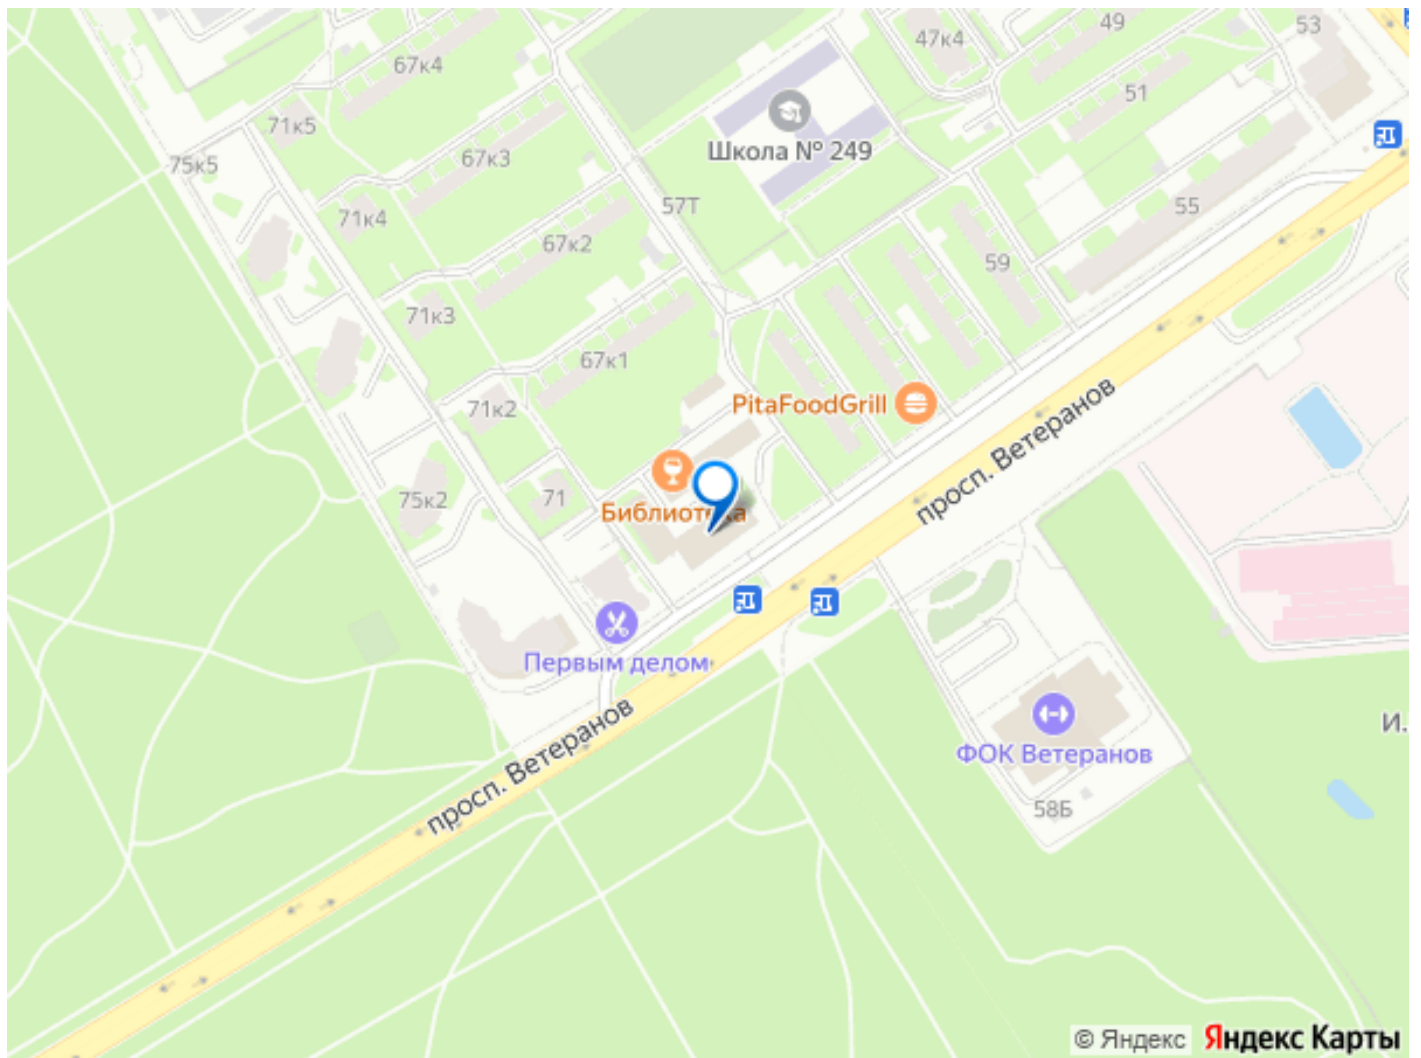 47к4
49
53
67к4
51
71к5
Школа № 249
75к5
67к3
57Т
55
71к4
67к2
59
71к3
67к1
PitaFoodGrill
71к2
просп. Ветеранов
75к2
71
Библиотека
Первым делом
И.
просп. Ветеранов
ФОК Ветеранов
58Б
© Яндекс Яндекс Карты